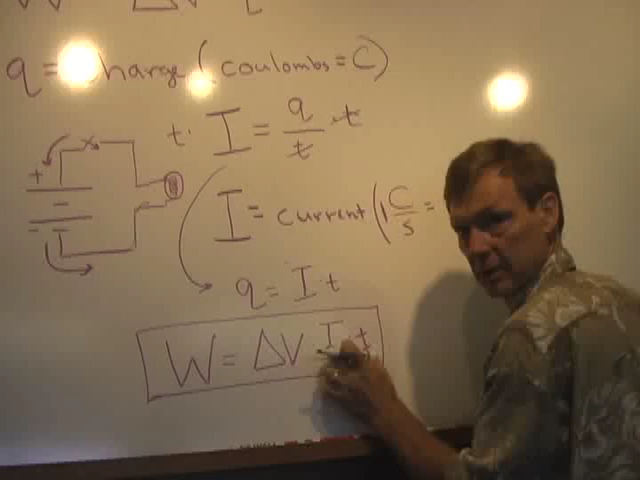 q = charge (coulombs = C)
t · I = q/t · t
I = current (1 C/s =
q = I · t
+
- -
W = ΔV I · t